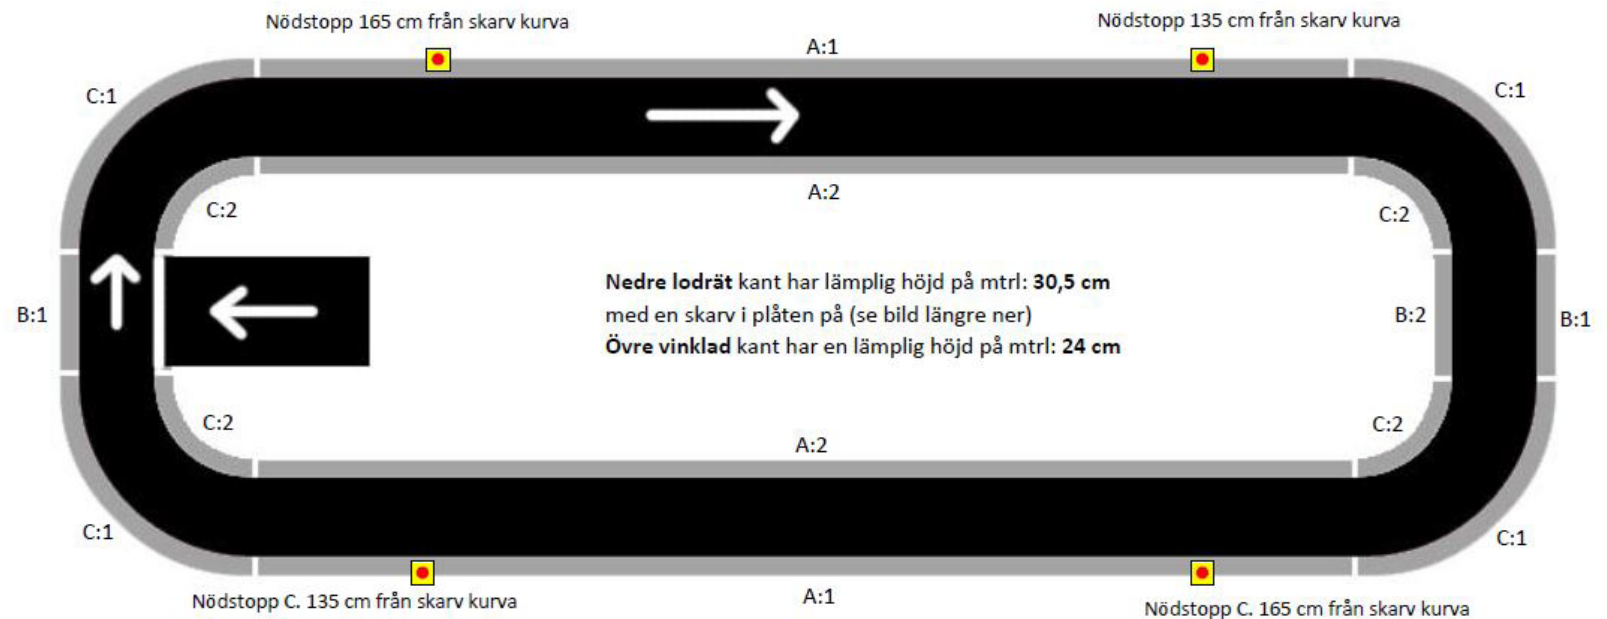 Nödstopp 165 cm från skarv kurva
Nödstopp 135 cm från skarv kurva
A:1
C:1
C:1
A:2
C:2
C:2
Nedre lodrät kant har lämplig höjd på mtrl: 30,5 cm
med en skarv i plåten på (se bild längre ner)
Övre vinklad kant har en lämplig höjd på mtrl: 24 cm
B:1
B:2
B:1
C:2
C:2
A:2
C:1
C:1
Nödstopp C. 135 cm från skarv kurva
A:1
Nödstopp C. 165 cm från skarv kurva